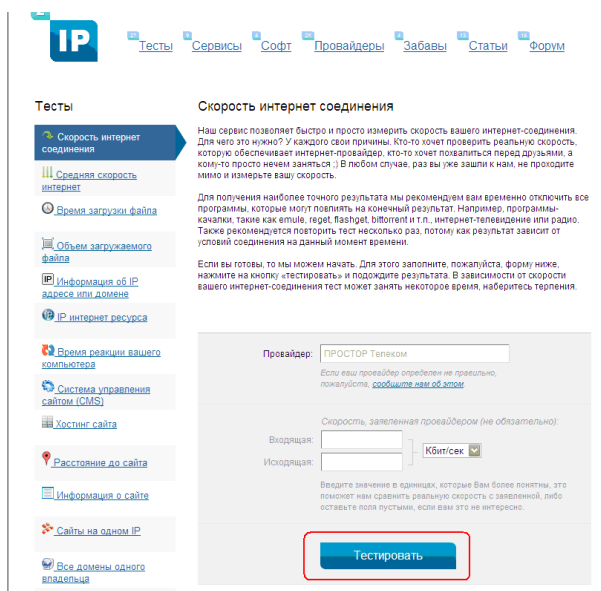 IP
27 Тесты
Сервисы
Софт
Провайдеры
Забавы
Статьи
Форум
Тесты
Скорость интернет соединения
Средняя скорость интернет
Время загрузки файла
Объем загружаемого файла
IP Информация об IP адресе или домене
IP интернет ресурса
Время реакции вашего компьютера
Система управления сайтом (CMS)
Хостинг сайта
Расстояние до сайта
Информация о сайте
Сайты на одном IP
Все домены одного владельца
Скорость интернет соединения
Наш сервис позволяет быстро и просто измерить скорость вашего интернет-соединения.
Для чего это нужно? У каждого свои причины. Кто-то хочет проверить реальную скорость,
которую обеспечивает интернет-провайдер, кто-то хочет похвалиться перед друзьями, а
кому-то просто нечем заняться ;) В любом случае, раз вы уже зашли к нам, не проходите
мимо и измерьте вашу скорость.
Для получения наиболее точного результата мы рекомендуем вам временно отключить все
программы, которые могут повлиять на конечный результат. Например, программы-
качалки, такие как emule, reget, flashget, bittorrent и т.п., интернет-телевидение или радио.
Также рекомендуется повторить тест несколько раз, потому как результат зависит от
условий соединения на данный момент времени.
Если вы готовы, то мы можем начать. Для этого заполните, пожалуйста, форму ниже,
нажмите на кнопку «тестировать» и подождите результата. В зависимости от скорости
вашего интернет-соединения тест может занять некоторое время, наберитесь терпения.
Провайдер: ПРОСТОР Телеком
Если ваш провайдер определен не правильно,
пожалуйста, сообщите нам об этом.
Скорость, заявленная провайдером (не обязательно):
Входящая:
Исходящая:
Кбит/сек
Введите значение в единицах, которые Вам более понятны, это
поможет нам сравнить реальную скорость с заявленной, либо
оставьте поля пустыми, если вам это не интересно.
Тестировать